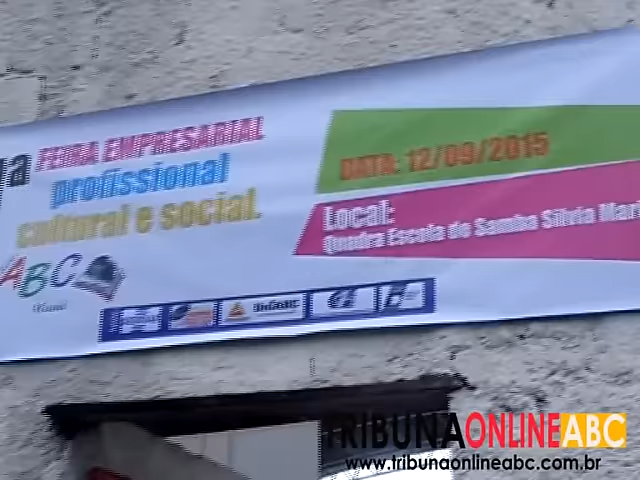 FEIRA EMPRESARIAL
profissional
cultural e social.
ABC
DATA: 12/09/2015
Local:
Quadra Escola de Samba Silvia
TRIBUNAONLINEABC
www.tribunaonlineabc.com.br